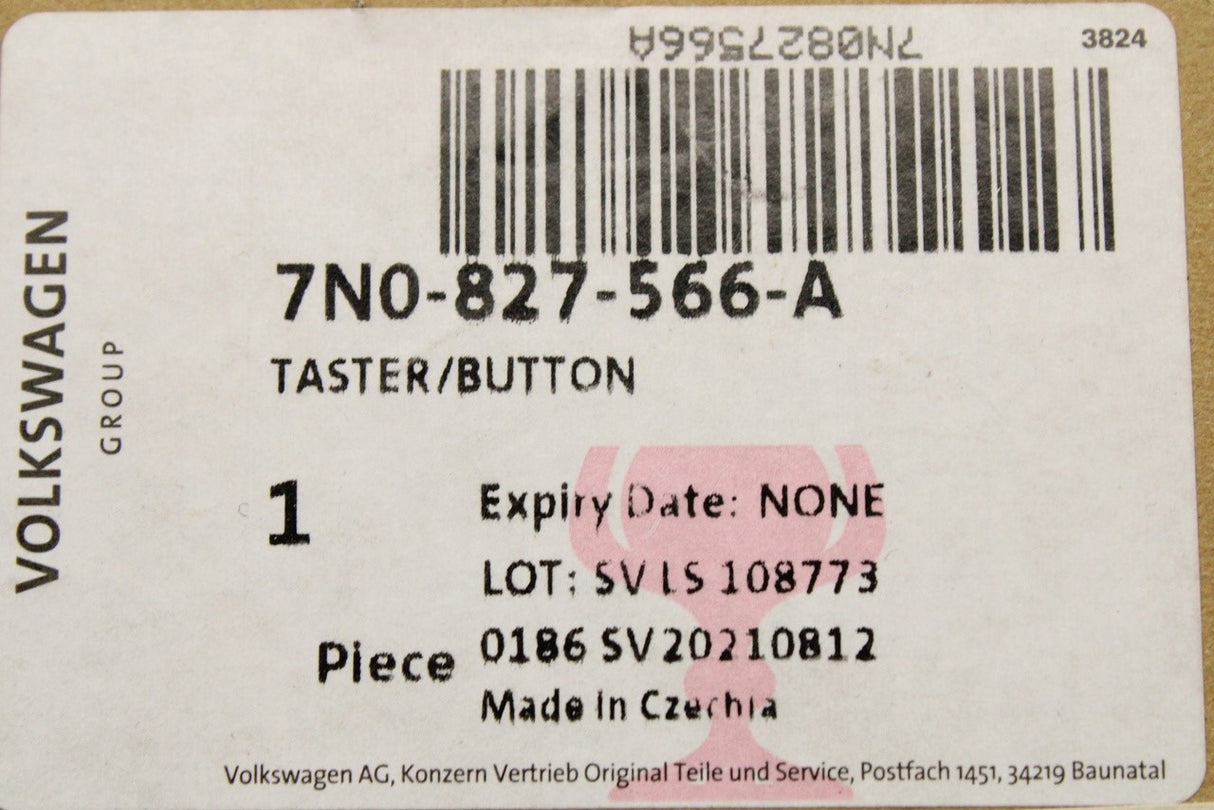 7N0827566A
3824
7N0-827-566-A
TASTER/BUTTON
VOLKSWAGEN
GROUP
1
Piece
Expiry Date: NONE
LOT: SV LS 108773
0186 SV20210812
Made in Czechia
Volkswagen AG, Konzern Vertrieb Original Teile und Service, Postfach 1451, 34219 Baunatal